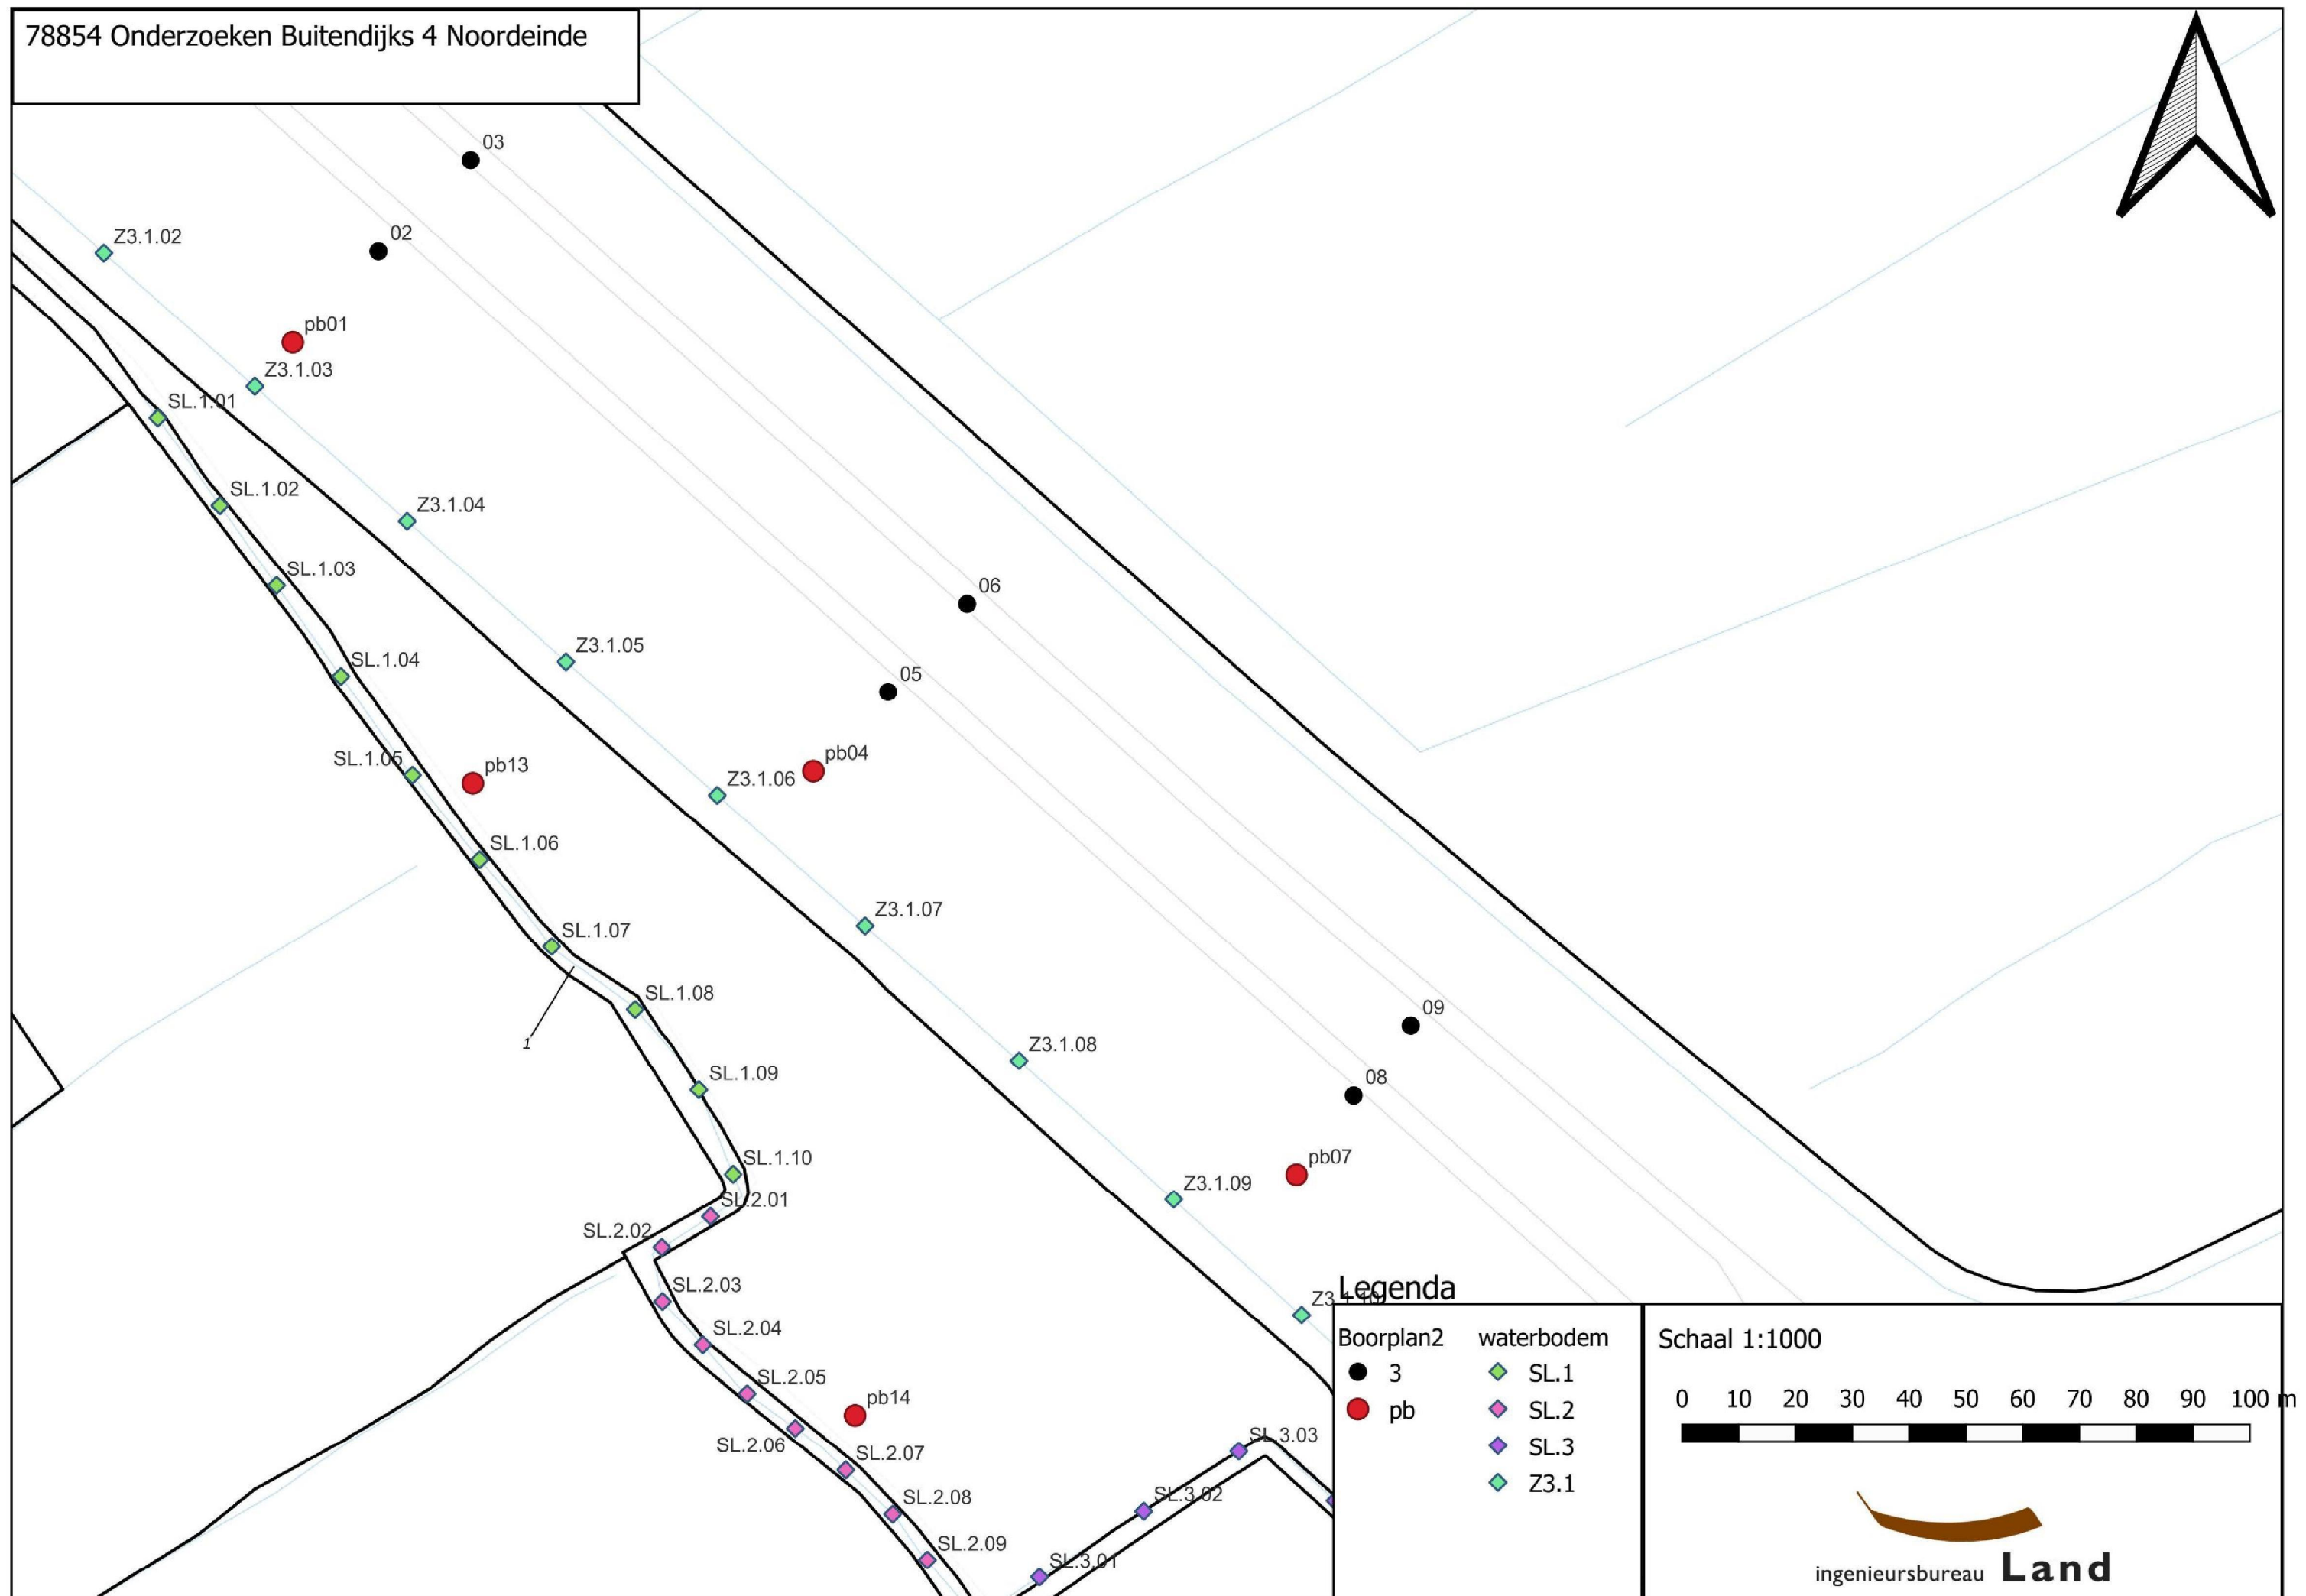 78854 Onderzoeken Buitendijks 4 Noordeinde
03
02
Z3.1.02
pb01
Z3.1.03
SL.1.01
SL.1.02
Z3.1.04
SL.1.03
06
Z3.1.05
SL.1.04
05
pb04
SL.1.05
pb13
Z3.1.06
SL.1.06
Z3.1.07
SL.1.07
SL.1.08
09
1
Z3.1.08
SL.1.09
08
SL.1.10
pb07
Z3.1.09
SL.2.01
SL.2.02
SL.2.03
Z3.1.10
Legenda
SL.2.04
Boorplan2
3
pb
waterbodem
SL.1
SL.2
SL.3
Z3.1
Schaal 1:1000
0 10 20 30 40 50 60 70 80 90 100 m
SL.2.05
pb14
SL.2.06
SL.2.07
SL.3.03
SL.2.08
SL.3.02
SL.2.09
SL.3.01
ingenieursbureau Land